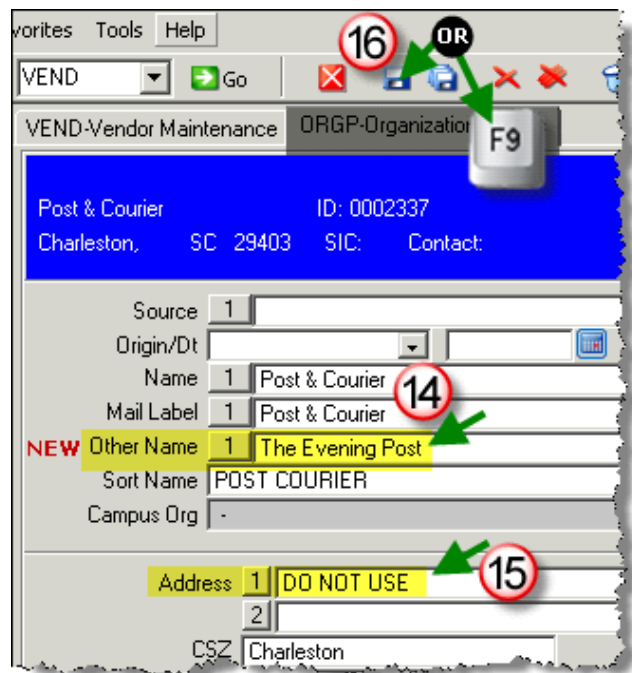 vorites Tools Help
16 OR
VEND Go
VEND-Vendor Maintenance ORGP-Organization
F9
Post & Courier ID: 0002337
Charleston, SC 29403 SIC: Contact:
Source 1
Origin/Dt
Name 1 Post & Courier
14
Mail Label 1 Post & Courier
NEW Other Name 1 The Evening Post
Sort Name POST COURIER
Campus Org -
Address 1 DO NOT USE
15
2
CSZ Charleston